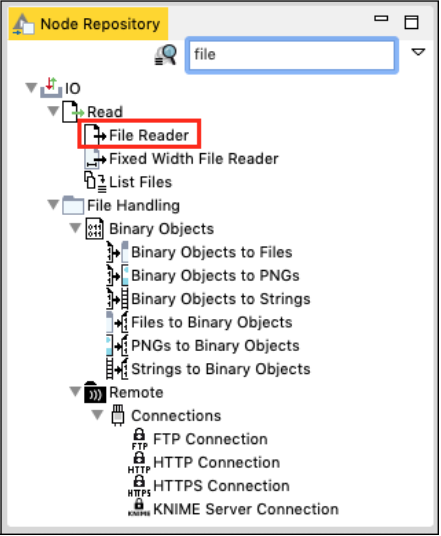 Node Repository
file
IO
Read
File Reader
Fixed Width File Reader
List Files
File Handling
Binary Objects
Binary Objects to Files
Binary Objects to PNGs
Binary Objects to Strings
Files to Binary Objects
PNGs to Binary Objects
Strings to Binary Objects
Remote
Connections
FTP FTP Connection
HTTP HTTP Connection
HTTPS HTTPS Connection
KNIME KNIME Server Connection